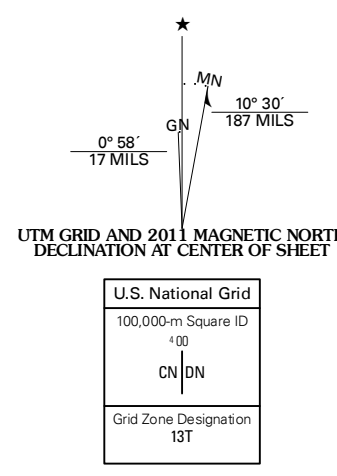 ★
MN
GN
10° 30´
187 MILS
0° 58´
17 MILS
UTM GRID AND 2011 MAGNETIC NORTH
DECLINATION AT CENTER OF SHEET
U.S. National Grid
100,000-m Square ID
4 00
CN DN
Grid Zone Designation
13T